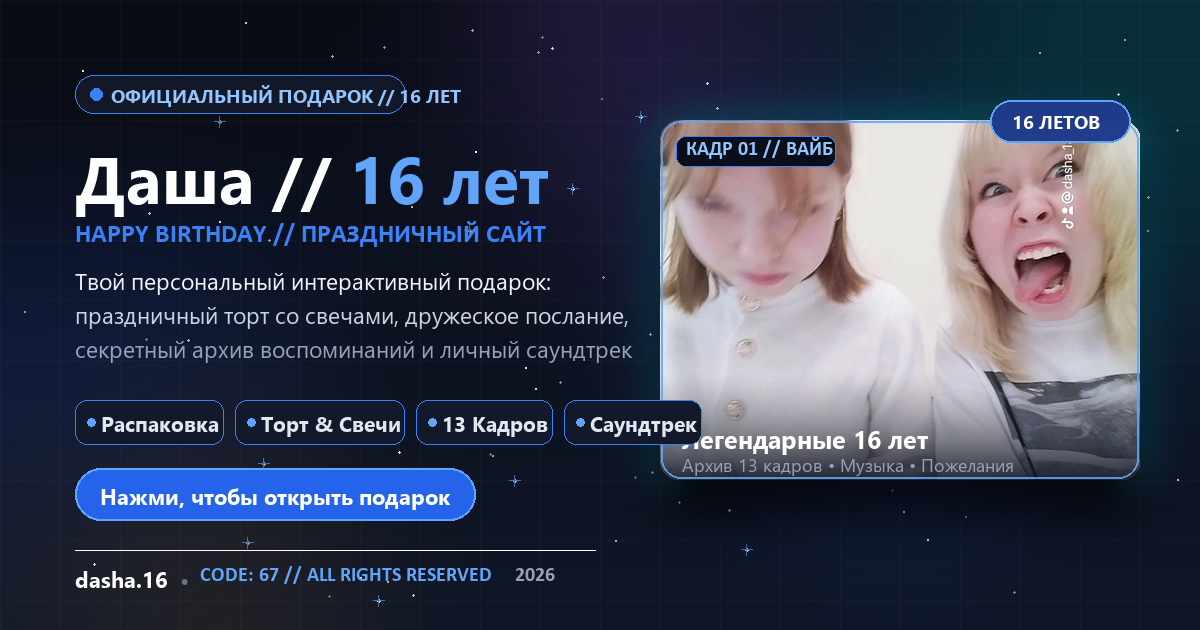 ОФИЦИАЛЬНЫЙ ПОДАРОК // 16 ЛЕТ
Даша // 16 лет
HAPPY BIRTHDAY // ПРАЗДНИЧНЫЙ САЙТ
Твой персональный интерактивный подарок:
праздничный торт со свечами, дружеское послание,
секретный архив воспоминаний и личный саундтрек
Распаковка
Торт & Свечи
13 Кадров
Саундтрек
Нажми, чтобы открыть подарок
dasha.16 • CODE: 67 // ALL RIGHTS RESERVED 2026
16 ЛЕТОВ
КАДР 01 // ВАЙБ
@dasha_1
Легендарные 16 лет
Архив 13 кадров • Музыка • Пожелания